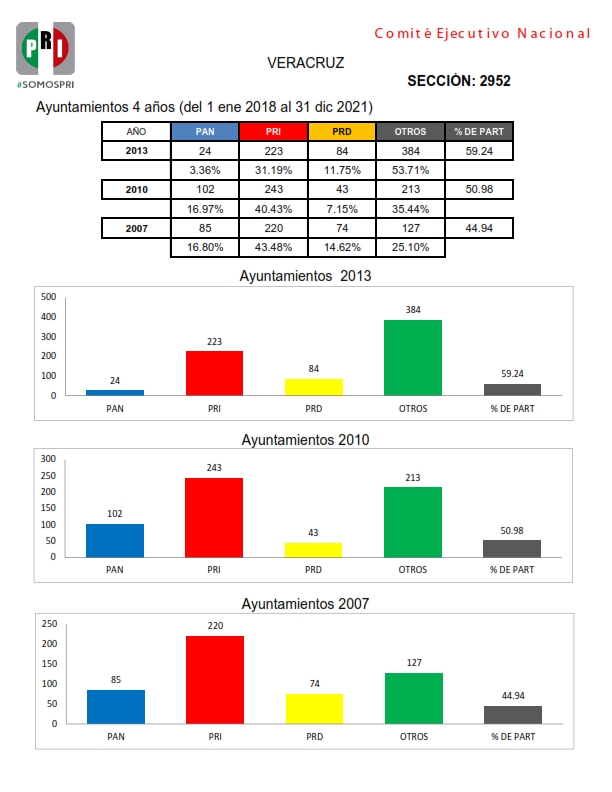 Comité Ejecutivo Nacional
PRI
#SOMOSPRI
VERACRUZ
SECCIÓN: 2952
Ayuntamientos 4 años (del 1 ene 2018 al 31 dic 2021)
AÑO PAN PRI PRD OTROS % DE PART
2013 24 223 84 384 59.24
3.36% 31.19% 11.75% 53.71%
2010 102 243 43 213 50.98
16.97% 40.43% 7.15% 35.44%
2007 85 220 74 127 44.94
16.80% 43.48% 14.62% 25.10%
Ayuntamientos 2013
500
400
300
200
100
0
24 223 84 384 59.24
PAN PRI PRD OTROS % DE PART
Ayuntamientos 2010
300
250
200
150
100
50
0
102 243 43 213 50.98
PAN PRI PRD OTROS % DE PART
Ayuntamientos 2007
250
200
150
100
50
0
85 220 74 127 44.94
PAN PRI PRD OTROS % DE PART